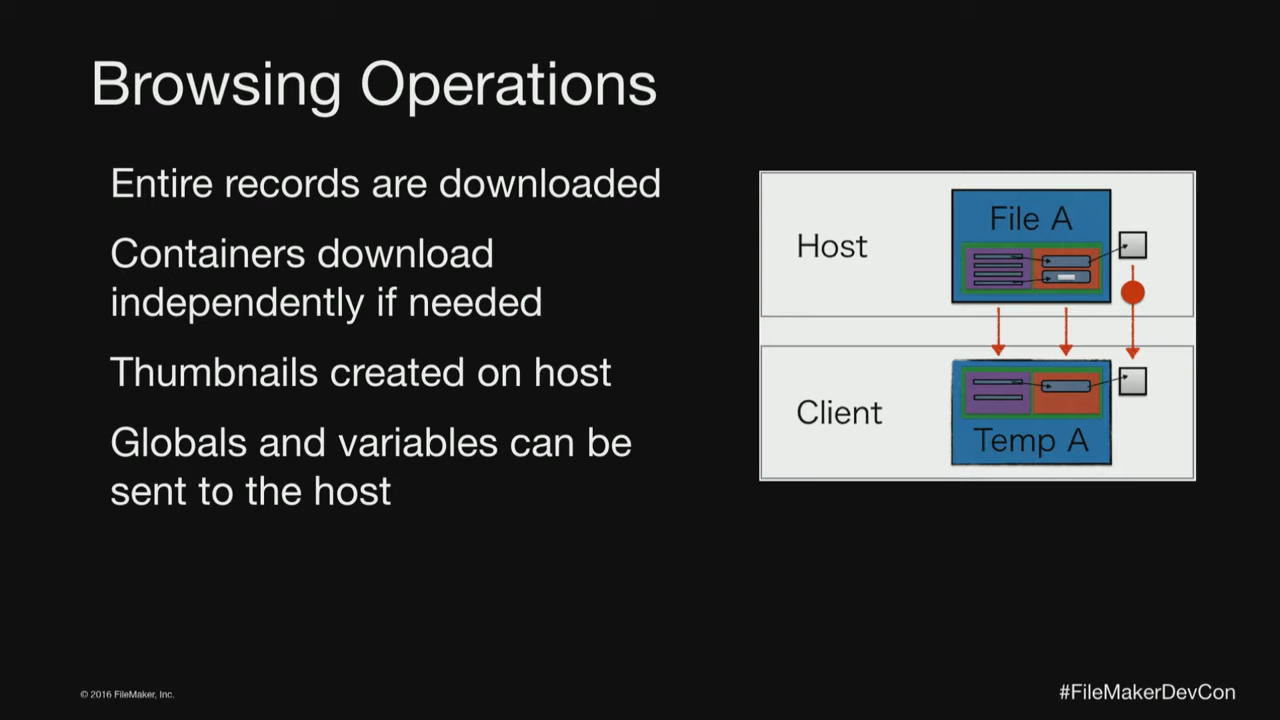 Browsing Operations
Entire records are downloaded
Containers download
independently if needed
Thumbnails created on host
Globals and variables can be
sent to the host
Host
File A
Client
Temp A
© 2016 FileMaker, Inc.
#FileMakerDevCon